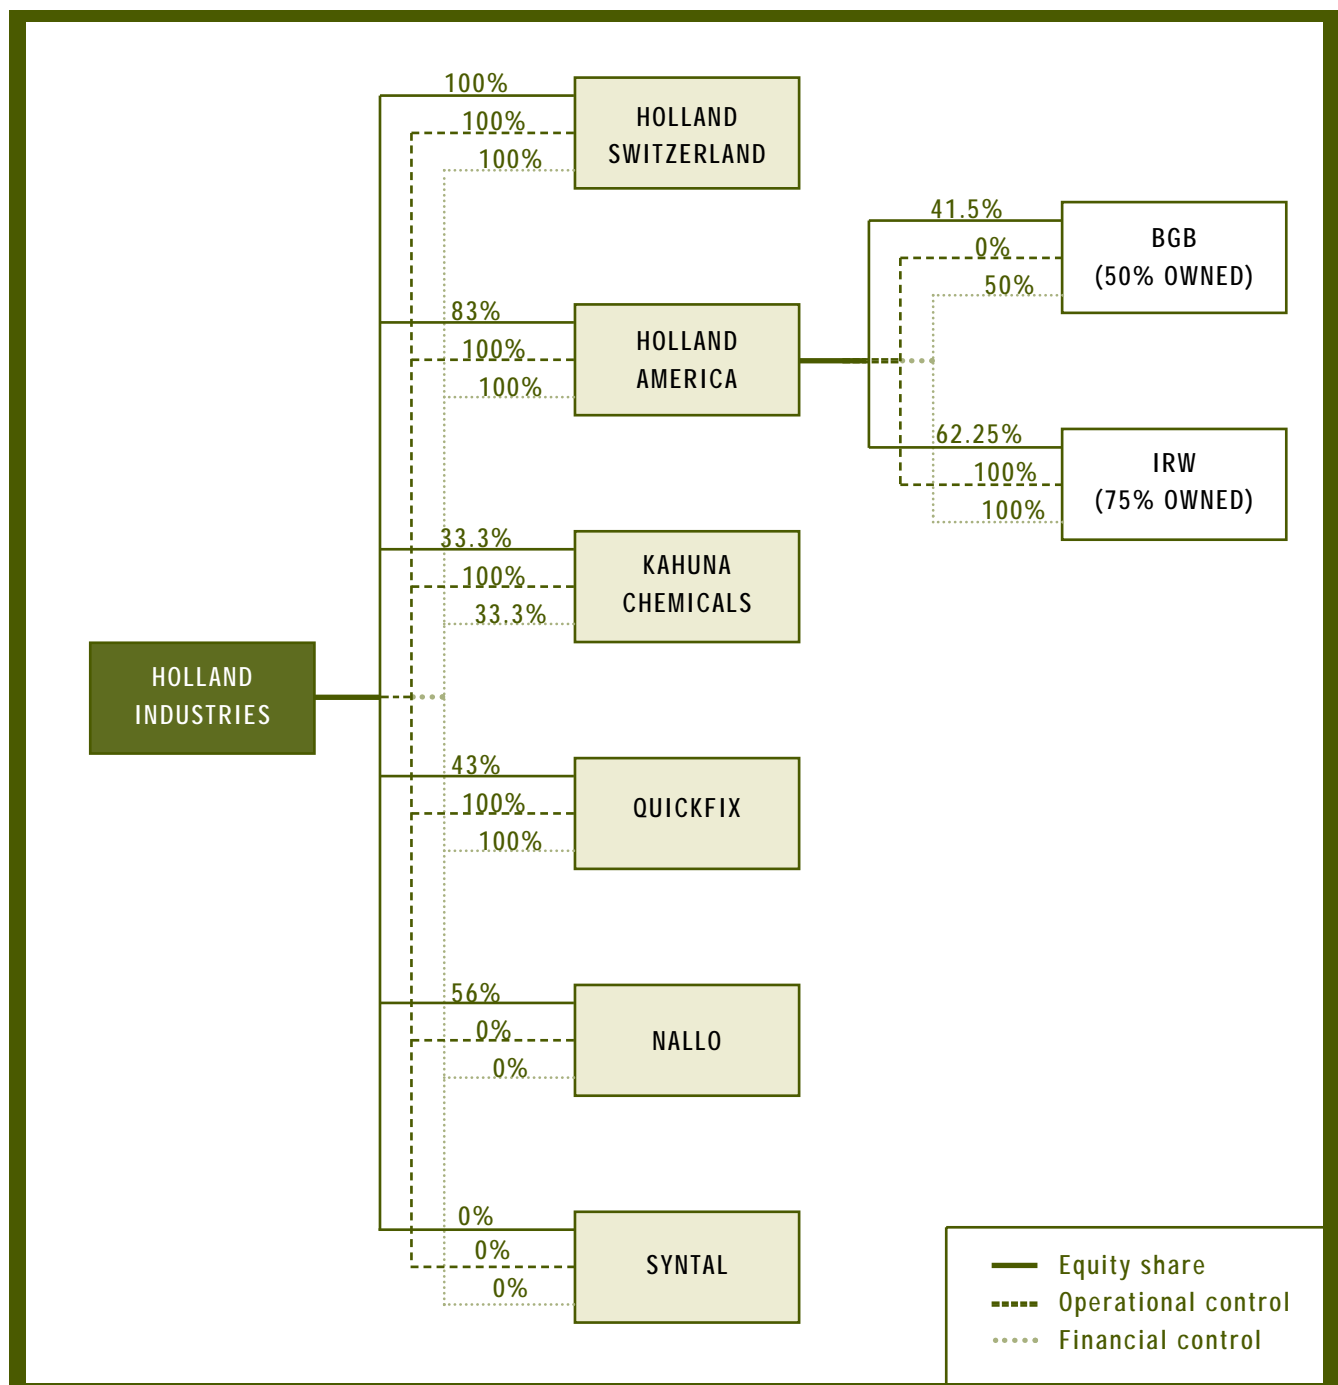 100%
100%
100%
HOLLAND
SWITZERLAND
41.5%
0%
50%
BGB
(50% OWNED)
83%
100%
100%
HOLLAND
AMERICA
62.25%
100%
100%
IRW
(75% OWNED)
33.3%
100%
33.3%
KAHUNA
CHEMICALS
HOLLAND
INDUSTRIES
43%
100%
100%
QUICKFIX
56%
0%
0%
NALLO
0%
0%
0%
SYNTAL
Equity share
Operational control
Financial control